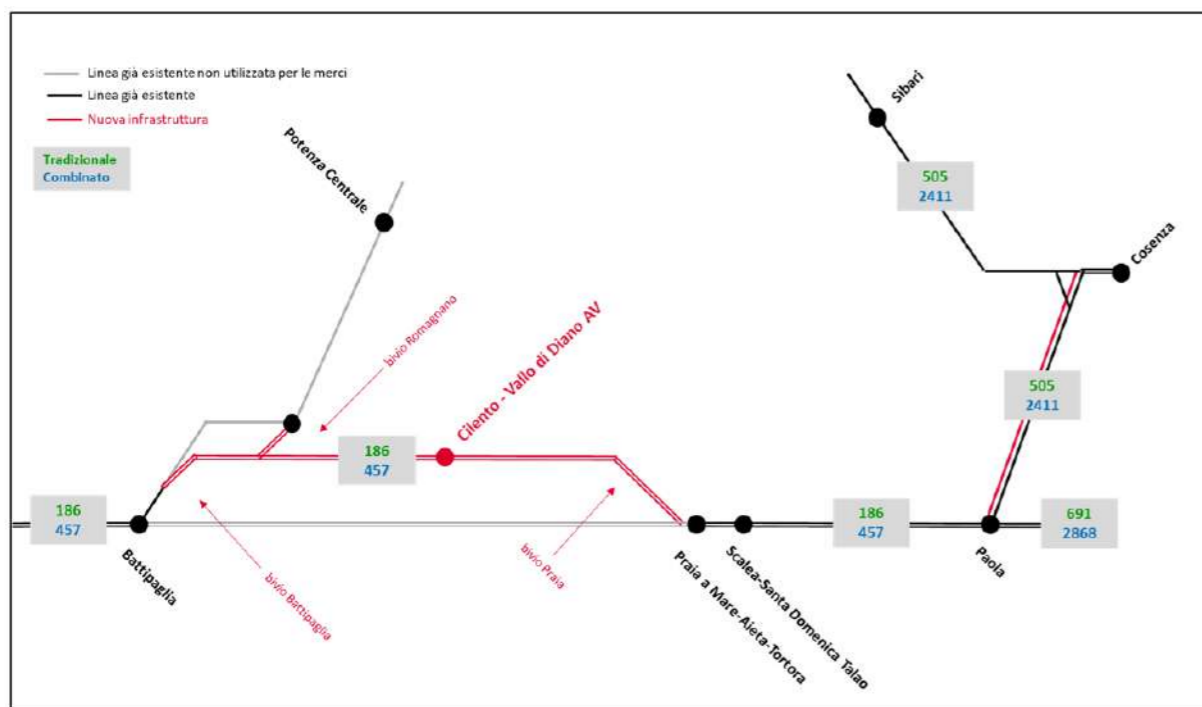 Linea già esistente non utilizzata per le merci
Linea già esistente
Nuova infrastruttura
Tradizionale
Combinato
Potenza Centrale
Sibari
505
2411
Cosenza
bivio Romagnano
Cilento - Vallo di Diano AV
505
2411
186
457
186
457
186
457
691
2868
Battipaglia
bivio Battipaglia
bivio Praia
Praia a Mare-Aieta-Tortora
Scalea-Santa Domenica Talao
Paola